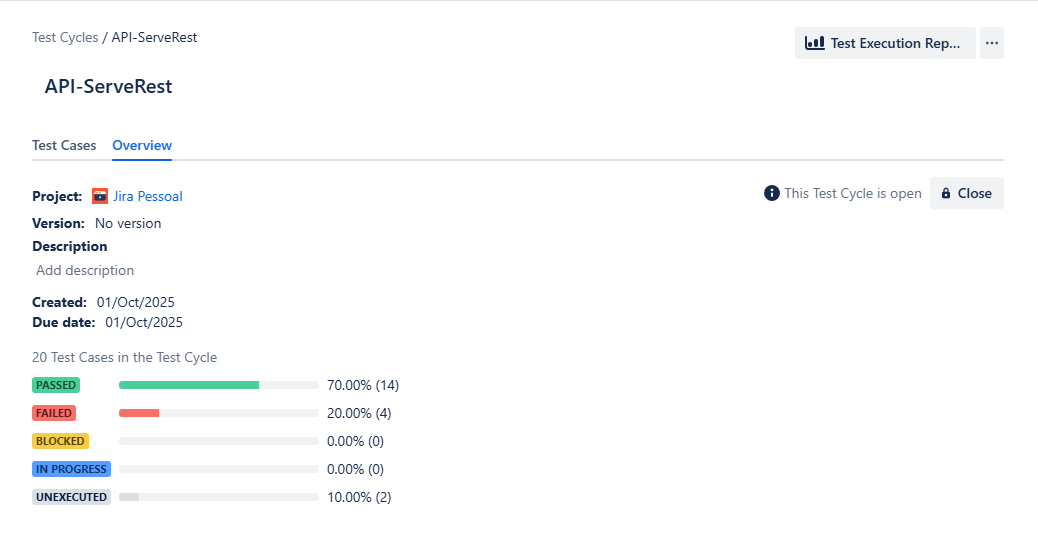 Test Cycles / API-ServeRest
Test Execution Rep...
API-ServeRest
Test Cases Overview
Project: Jira Pessoal
This Test Cycle is open
Close
Version: No version
Description
Add description
Created: 01/Oct/2025
Due date: 01/Oct/2025
20 Test Cases in the Test Cycle
PASSED 70.00% (14)
FAILED 20.00% (4)
BLOCKED 0.00% (0)
IN PROGRESS 0.00% (0)
UNEXECUTED 10.00% (2)